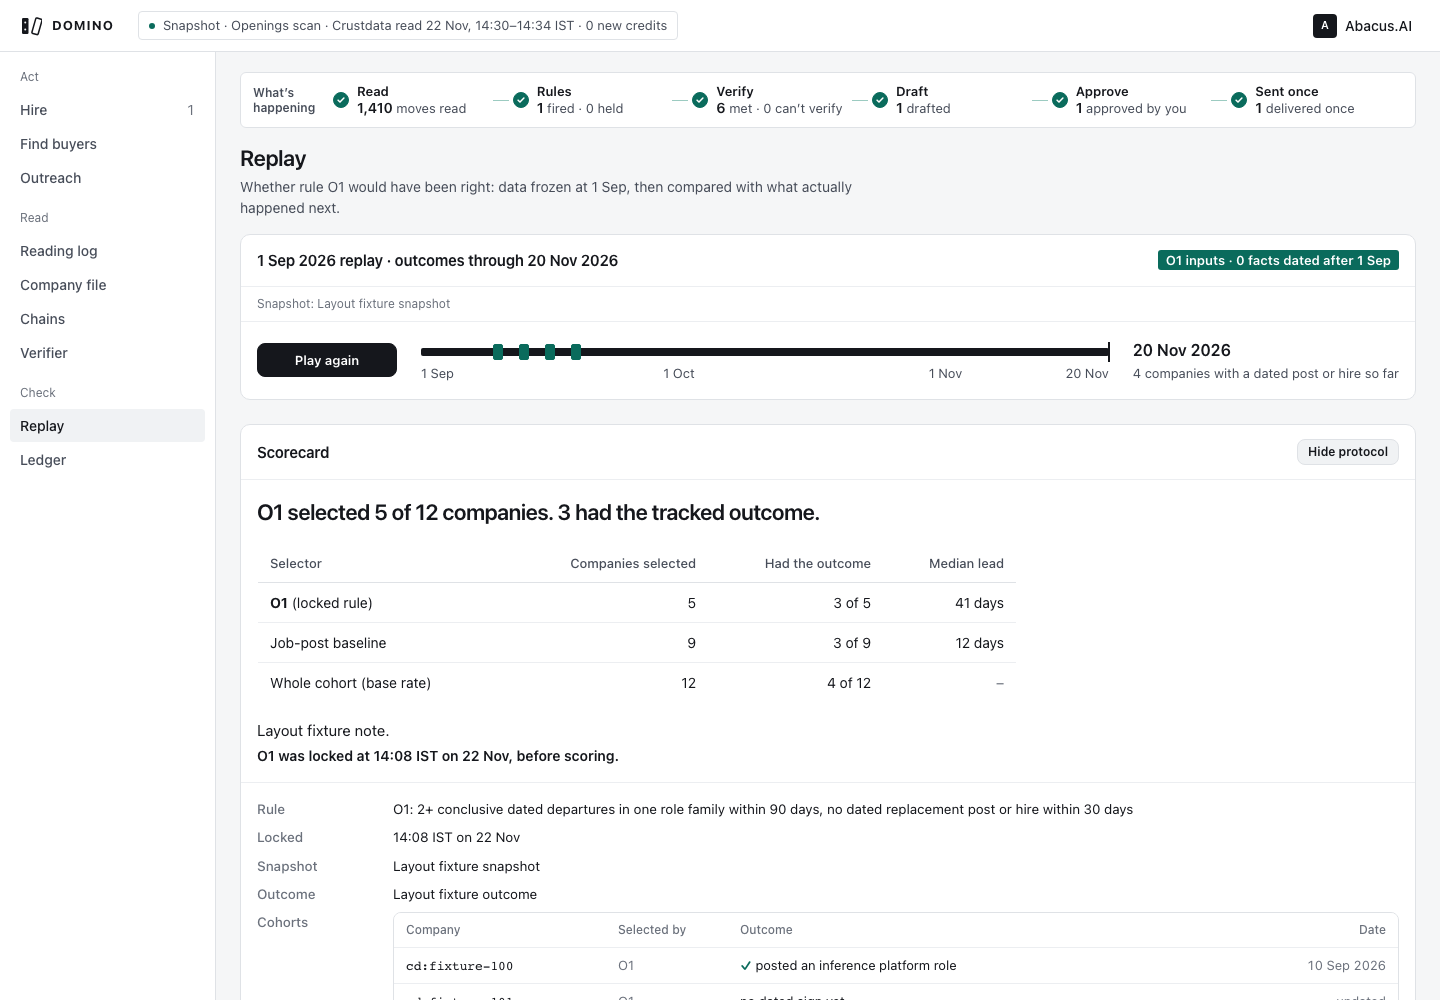 DOMINO
Snapshot · Openings scan · Crustdata read 22 Nov, 14:30–14:34 IST · 0 new credits
A
Abacus.AI
Act
Hire 1
Find buyers
Outreach
Read
Reading log
Company file
Chains
Verifier
Check
Replay
Ledger
What's
happening
Read
1,410 moves read
Rules
1 fired · 0 held
Verify
6 met · 0 can't verify
Draft
1 drafted
Approve
1 approved by you
Sent once
1 delivered once
Replay
Whether rule O1 would have been right: data frozen at 1 Sep, then compared with what actually
happened next.
1 Sep 2026 replay · outcomes through 20 Nov 2026
O1 inputs · 0 facts dated after 1 Sep
Snapshot: Layout fixture snapshot
Play again
1 Sep
1 Oct
1 Nov
20 Nov
20 Nov 2026
4 companies with a dated post or hire so far
Scorecard
Hide protocol
O1 selected 5 of 12 companies. 3 had the tracked outcome.
Selector Companies selected Had the outcome Median lead
O1 (locked rule) 5 3 of 5 41 days
Job-post baseline 9 3 of 9 12 days
Whole cohort (base rate) 12 4 of 12 –
Layout fixture note.
O1 was locked at 14:08 IST on 22 Nov, before scoring.
Rule O1: 2+ conclusive dated departures in one role family within 90 days, no dated replacement post or hire within 30 days
Locked 14:08 IST on 22 Nov
Snapshot Layout fixture snapshot
Outcome Layout fixture outcome
Cohorts
Company Selected by Outcome Date
cd:fixture-100 O1 posted an inference platform role 10 Sep 2026